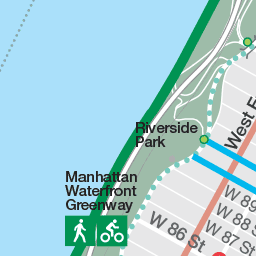 Riverside
Park
West E
Manhattan
Waterfront
Greenway
W 89
W 88 S
W 87 St
W 86 St